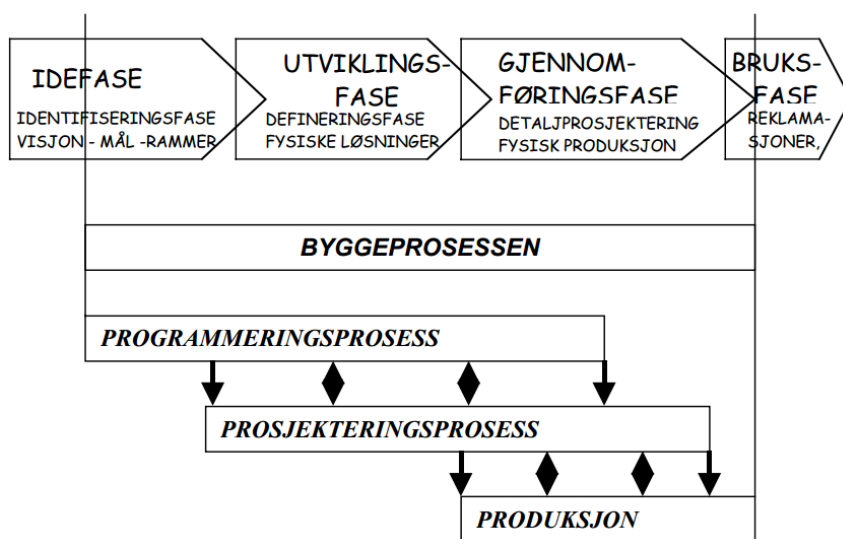 IDEFASE
IDENTIFISERINGSFASE
VISJON - MÅL -RAMMER
UTVIKLINGS-
FASE
DEFINERINGSFASE
FYSISKE LØSNINGER
GJENNOM-
FØRINGSFASE
DETALJPROSJEKTERING
FYSISK PRODUKSJON
BRUKS-
FASE
REKLAMA-
SJONER,
BYGGEPROSESSEN
PROGRAMMERINGSPROSESS
PROSJEKTERINGSPROSESS
PRODUKSJON